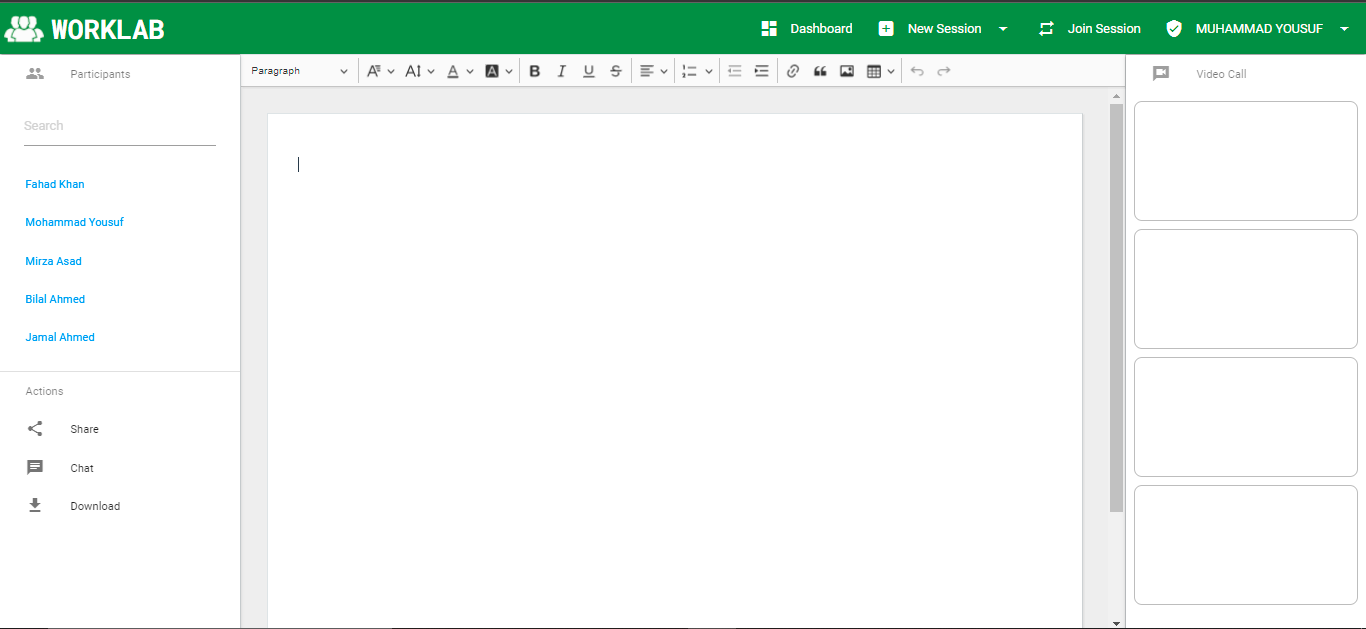 WORKLAB
Dashboard
New Session
Join Session
MUHAMMAD YOUSUF
Participants
Search
Fahad Khan
Mohammad Yousuf
Mirza Asad
Bilal Ahmed
Jamal Ahmed
Actions
Share
Chat
Download
Paragraph
Video Call